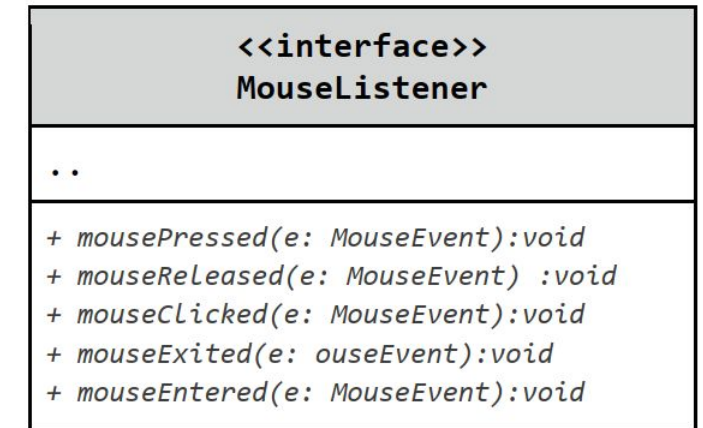 <<interface>>
MouseListener
..
+ mousePressed(e: MouseEvent):void
+ mouseReleased(e: MouseEvent) :void
+ mouseClicked(e: MouseEvent):void
+ mouseExited(e: ouseEvent):void
+ mouseEntered(e: MouseEvent):void